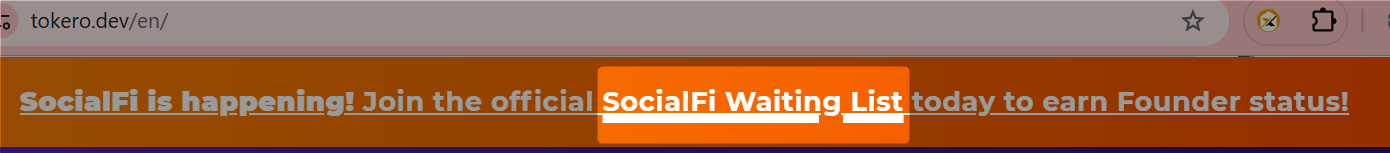 tokero.dev/en/
SocialFi is happening! Join the official SocialFi Waiting List today to earn Founder status!